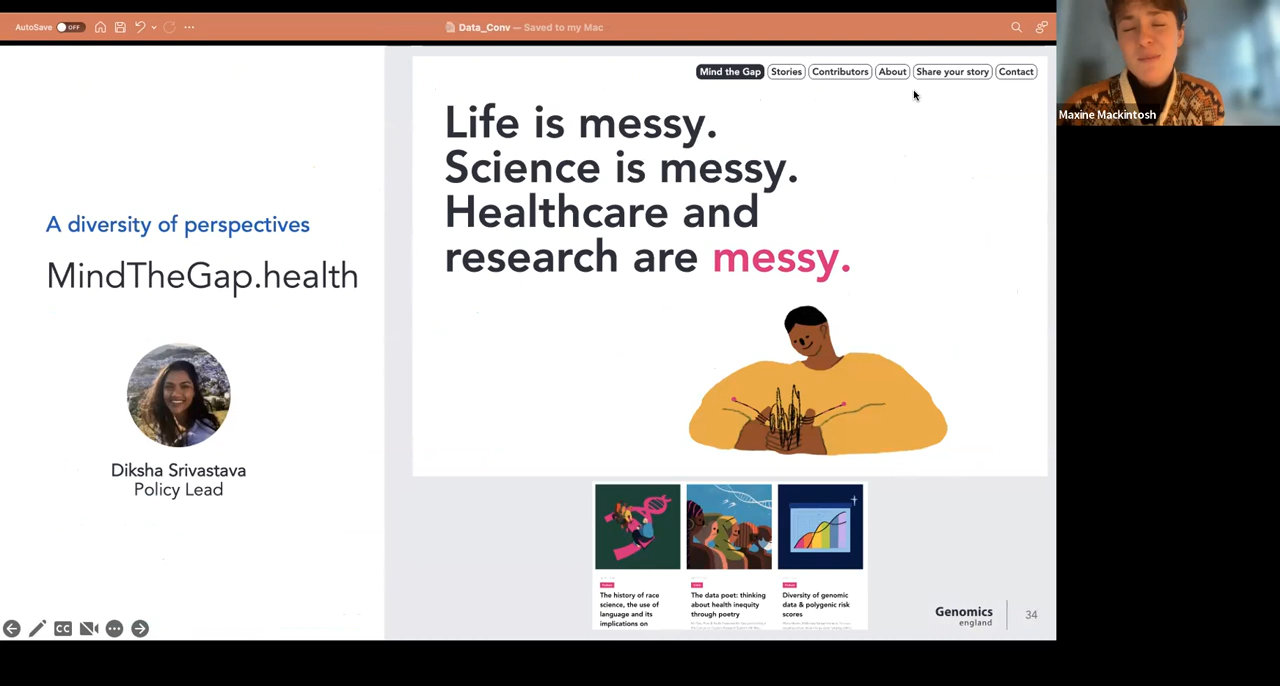 AutoSave OFF
Data_Conv — Saved to my Mac
A diversity of perspectives
MindTheGap.health
Diksha Srivastava
Policy Lead
Mind the Gap Stories Contributors About Share your story Contact
Life is messy.
Science is messy.
Healthcare and
research are messy.
The history of race
science, the use of
language and its
implications on
The data poet: thinking
about health inequity
through poetry
Diversity of genomic
data & polygenic risk
scores
Genomics
england
34
CC
Maxine Mackintosh